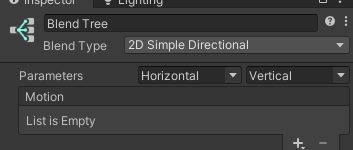 Inspector Lighting
Blend Tree
Blend Type 2D Simple Directional
Parameters Horizontal Vertical
Motion
List is Empty